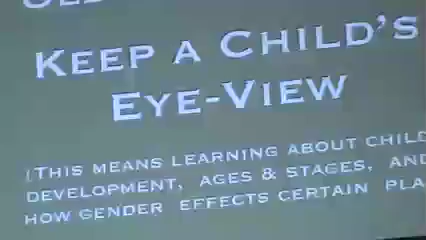 KEEP A CHILD'S
EYE-VIEW
(THIS MEANS LEARNING ABOUT CHILD
DEVELOPMENT, AGES & STAGES, AND
HOW GENDER EFFECTS CERTAIN PLA